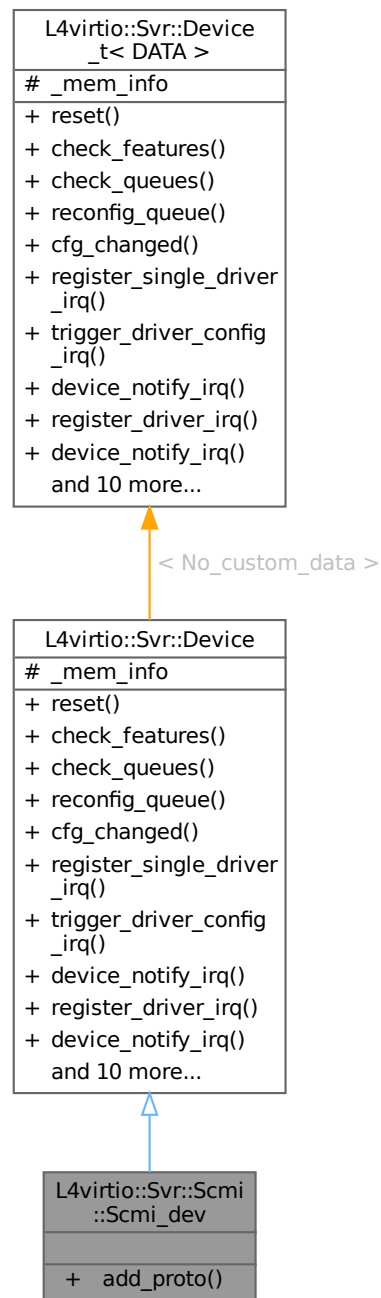 L4virtio::Svr::Device
_t< DATA >
# _mem_info
+ reset()
+ check_features()
+ check_queues()
+ reconfig_queue()
+ cfg_changed()
+ register_single_driver
_irq()
+ trigger_driver_config
_irq()
+ device_notify_irq()
+ register_driver_irq()
+ device_notify_irq()
and 10 more...
< No_custom_data >
L4virtio::Svr::Device
# _mem_info
+ reset()
+ check_features()
+ check_queues()
+ reconfig_queue()
+ cfg_changed()
+ register_single_driver
_irq()
+ trigger_driver_config
_irq()
+ device_notify_irq()
+ register_driver_irq()
+ device_notify_irq()
and 10 more...
L4virtio::Svr::Scmi
::Scmi_dev
+ add_proto()